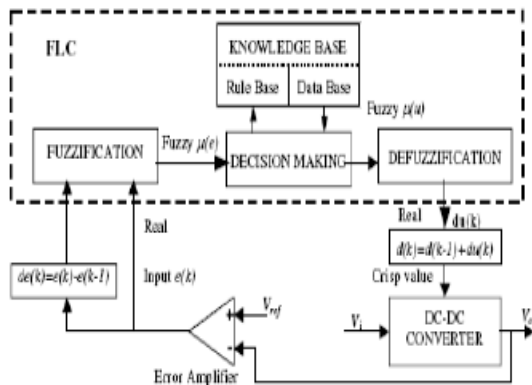 FLC
KNOWLEDGE BASE
Rule Base
Data Base
Fuzzy μ(u)
Fuzzy μ(e)
FUZZIFICATION
DECISION MAKING
DEFUZZIFICATION
Real
Real
du(k)
d(k)=d(k-1)+du(k)
de(k)=e(k)-e(k-1)
Input e(k)
Crisp value
Vref
+
-
Vi
DC-DC
CONVERTER
Error Amplifier